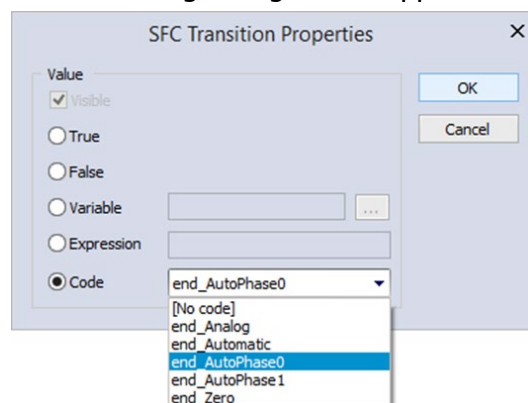 SFC Transition Properties
Value
Visible
OK
True
Cancel
False
Variable
...
Expression
Code
end_AutoPhase0
[No code]
end_Analog
end_Automatic
end_AutoPhase0
end_AutoPhase1
end_Zero